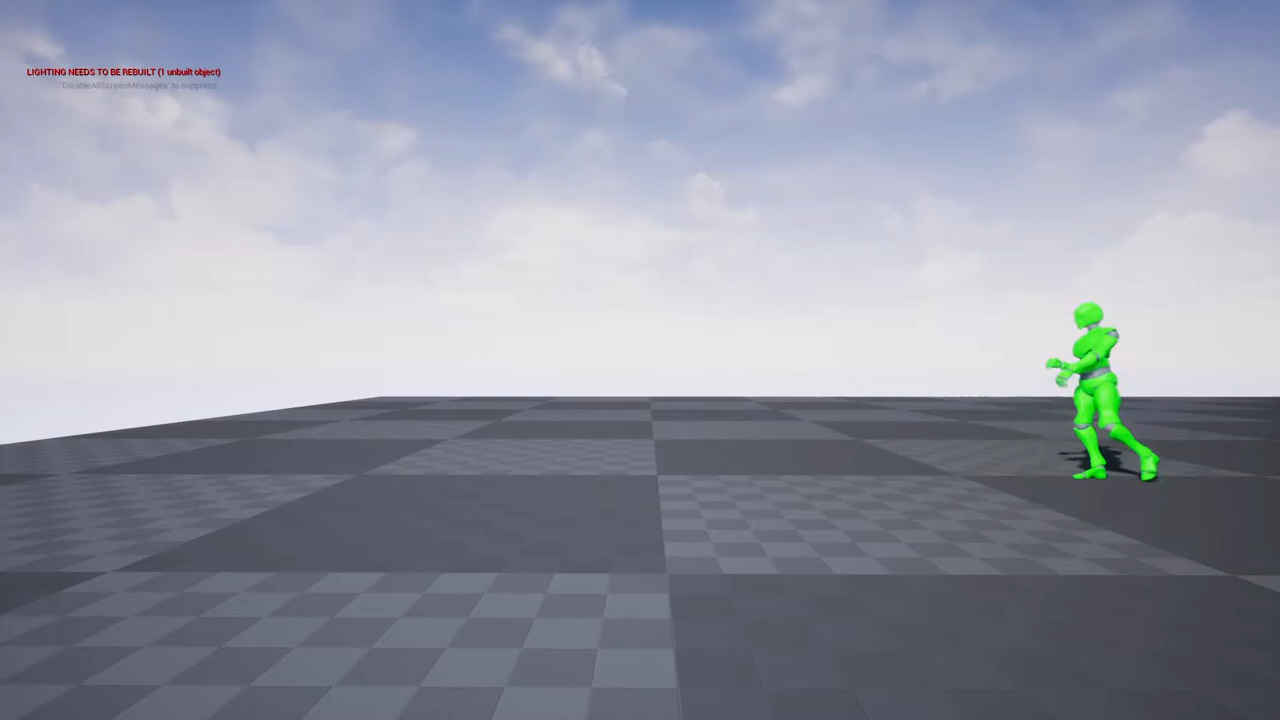 LIGHTING NEEDS TO BE REBUILT (1 unbuilt object)
'DisableAllScreenMessages' to suppress